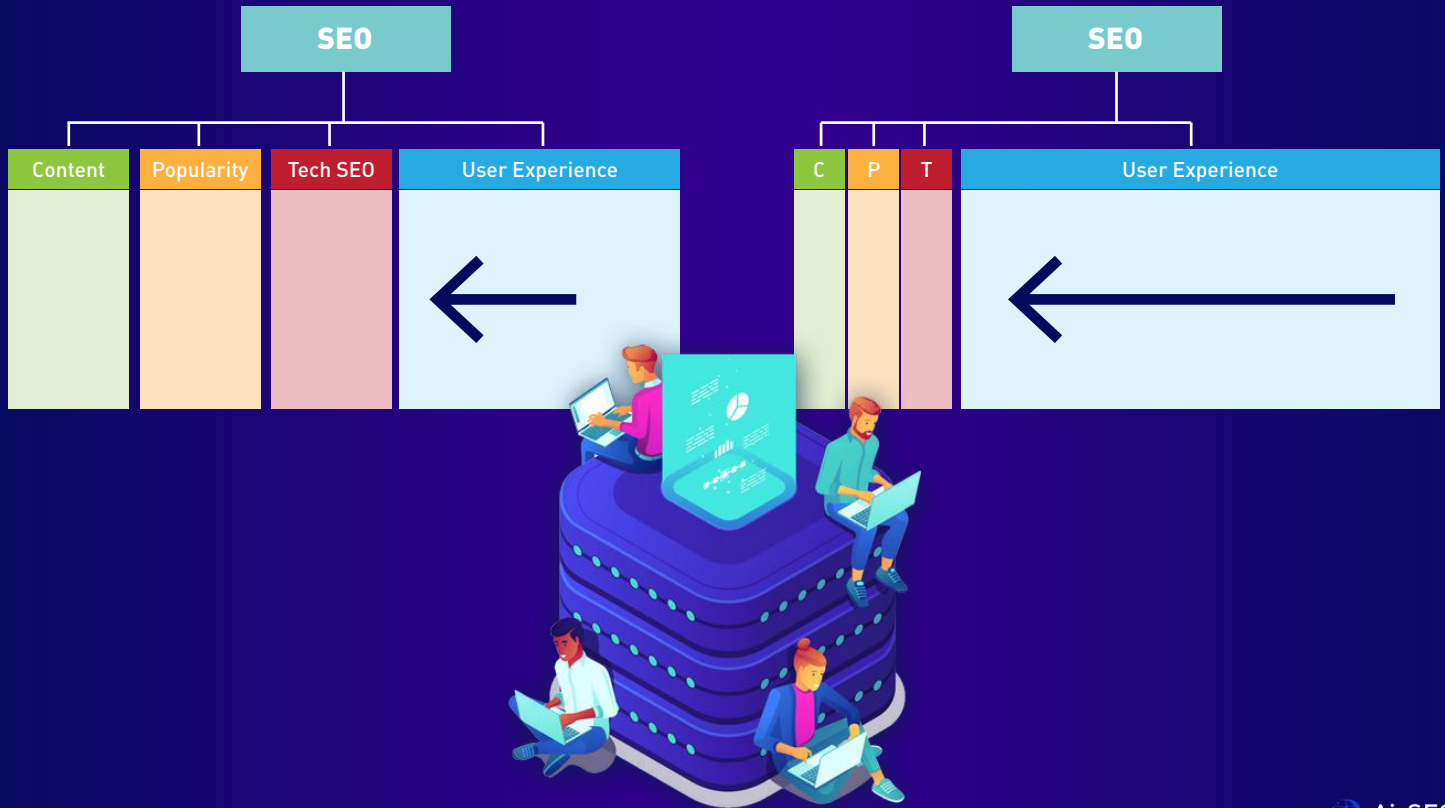 SEO
Content
Popularity
Tech SEO
User Experience
SEO
C
P
T
User Experience